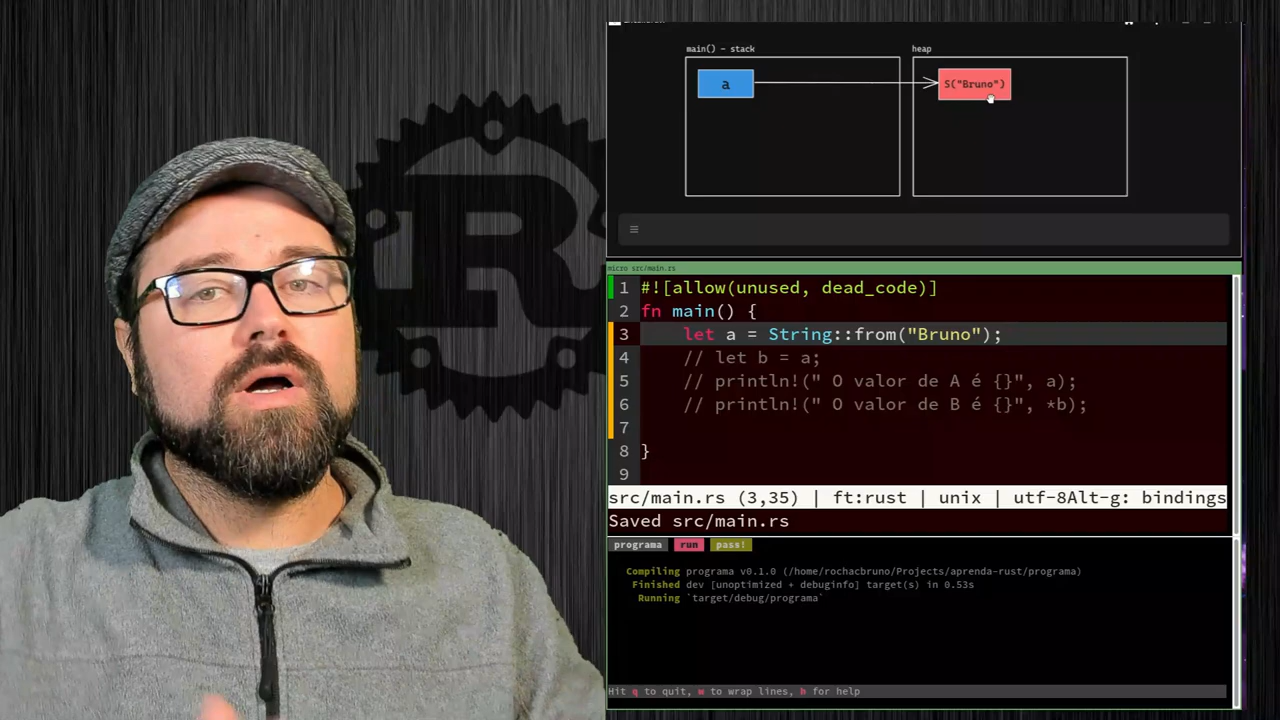 main() - stack
heap
a
S("Bruno")
micro src/main.rs
1 #![allow(unused, dead_code)]
2 fn main() {
3 let a = String::from("Bruno");
4 // let b = a;
5 // println!(" O valor de A é {}", a);
6 // println!(" O valor de B é {}", *b);
7
8 }
9
src/main.rs (3,35) | ft:rust | unix | utf-8Alt-g: bindings
Saved src/main.rs
programa run pass!
Compiling programa v0.1.0 (/home/rochacbruno/Projects/aprenda-rust/programa)
Finished dev [unoptimized + debuginfo] target(s) in 0.53s
Running `target/debug/programa`
Hit q to quit, w to wrap lines, h for help
R